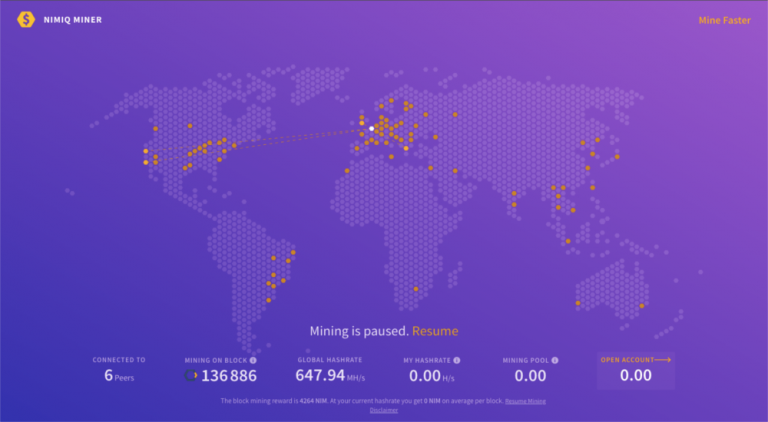 NIMIQ MINER
Mine Faster
Mining is paused. Resume
CONNECTED TO
6 Peers
MINING ON BLOCK
136886
GLOBAL HASHRATE
647.94 MH/s
MY HASHRATE
0.00 H/s
MINING POOL
0.00
OPEN ACCOUNT
0.00
The block mining reward is 4264 NIM. At your current hashrate you get 0 NIM on average per block. Resume Mining
Disclaimer